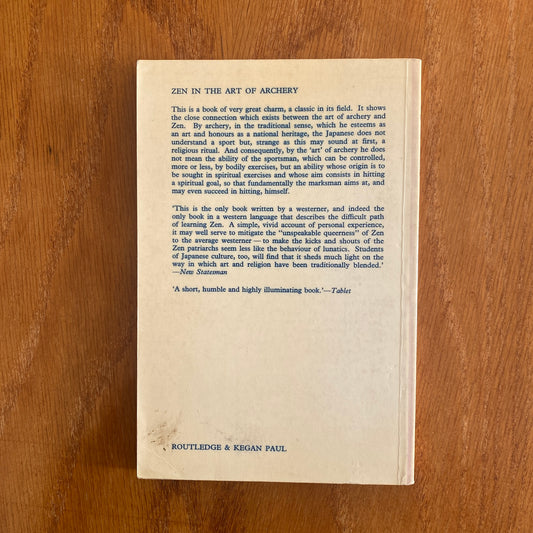 ZEN IN THE ART OF ARCHERY
This is a book of very great charm, a classic in its field. It shows
the close connection which exists between the art of archery and
Zen. By archery, in the traditional sense, which he esteems as
an art and honours as a national heritage, the Japanese does not
understand a sport but, strange as this may sound at first, a
religious ritual. And consequently, by the 'art' of archery he does
not mean the ability of the sportsman, which can be controlled,
more or less, by bodily exercises, but an ability whose origin is to
be sought in spiritual exercises and whose aim consists in hitting
a spiritual goal, so that fundamentally the marksman aims at, and
may even succeed in hitting, himself.
'This is the only book written by a westerner, and indeed the
only book in a western language that describes the difficult path
of learning Zen. A simple, vivid account of personal experience,
it may well serve to mitigate the "unspeakable queerness" of Zen
to the average westerner—to make the kicks and shouts of the
Zen patriarchs seem less like the behaviour of lunatics. Students
of Japanese culture, too, will find that it sheds much light on the
way in which art and religion have been traditionally blended.'
—New Statesman
'A short, humble and highly illuminating book.'—Tablet
ROUTLEDGE & KEGAN PAUL